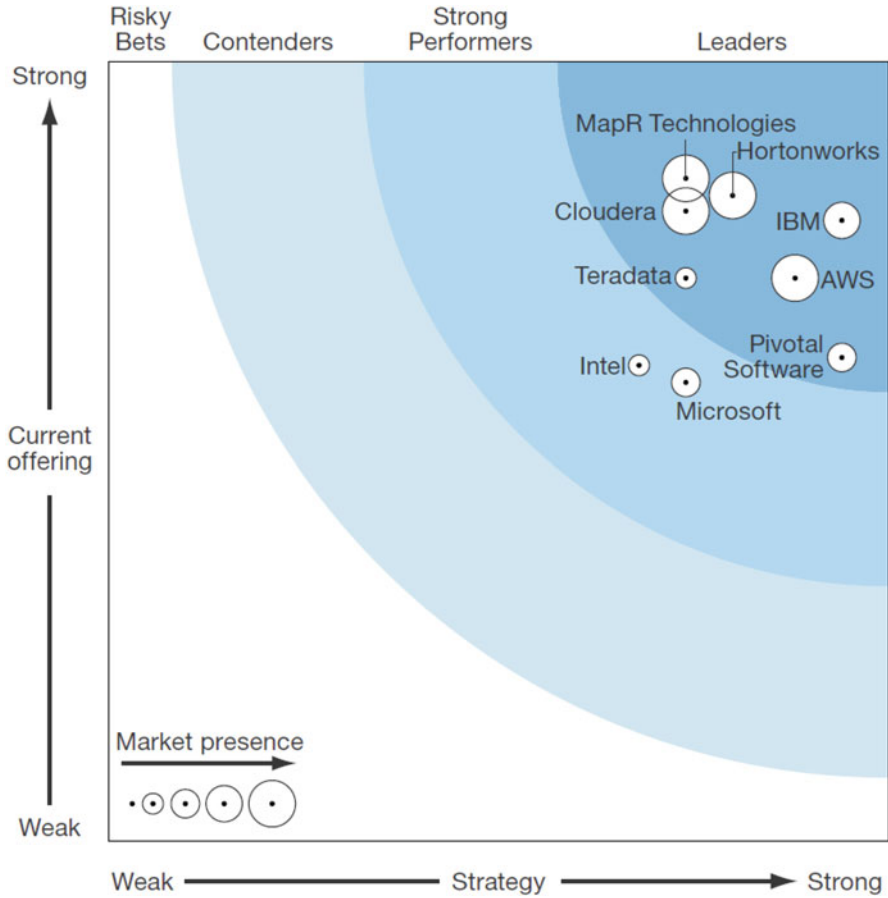 Risky
Bets
Contenders
Strong
Performers
Leaders
Strong
MapR Technologies
Hortonworks
Cloudera
IBM
Teradata
AWS
Pivotal
Software
Intel
Microsoft
Current
offering
Market presence
Weak
Weak
Strategy
Strong